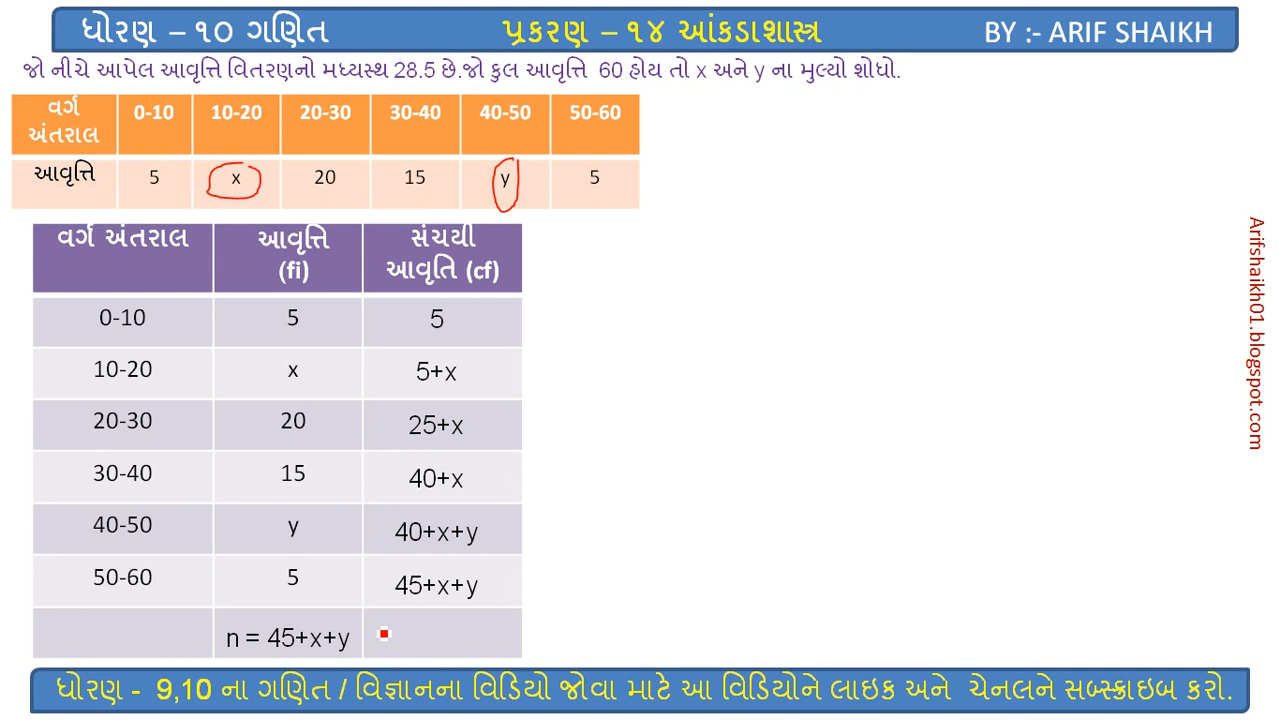 ધોરણ – ૧૦ ગણિત પ્રકરણ – ૧૪ આંકડાશાસ્ત્ર BY :- ARIF SHAIKH
જો નીચે આપેલ આવૃત્તિ વિતરણનો મધ્યસ્થ 28.5 છે.જો કુલ આવૃત્તિ 60 હોય તો x અને y ના મુલ્યો શોધો.
વર્ગ અંતરાલ 0-10 10-20 20-30 30-40 40-50 50-60
આવૃત્તિ 5 x 20 15 y 5
વર્ગ અંતરાલ આવૃત્તિ (fi) સંચયી આવૃતિ (cf)
0-10 5 5
10-20 x 5+x
20-30 20 25+x
30-40 15 40+x
40-50 y 40+x+y
50-60 5 45+x+y
n = 45+x+y
Arifshaikh01.blogspot.com
ધોરણ - 9,10 ના ગણિત / વિજ્ઞાનના વિડિયો જોવા માટે આ વિડિયોને લાઇક અને ચેનલને સબ્સ્ક્રાઇબ કરો.